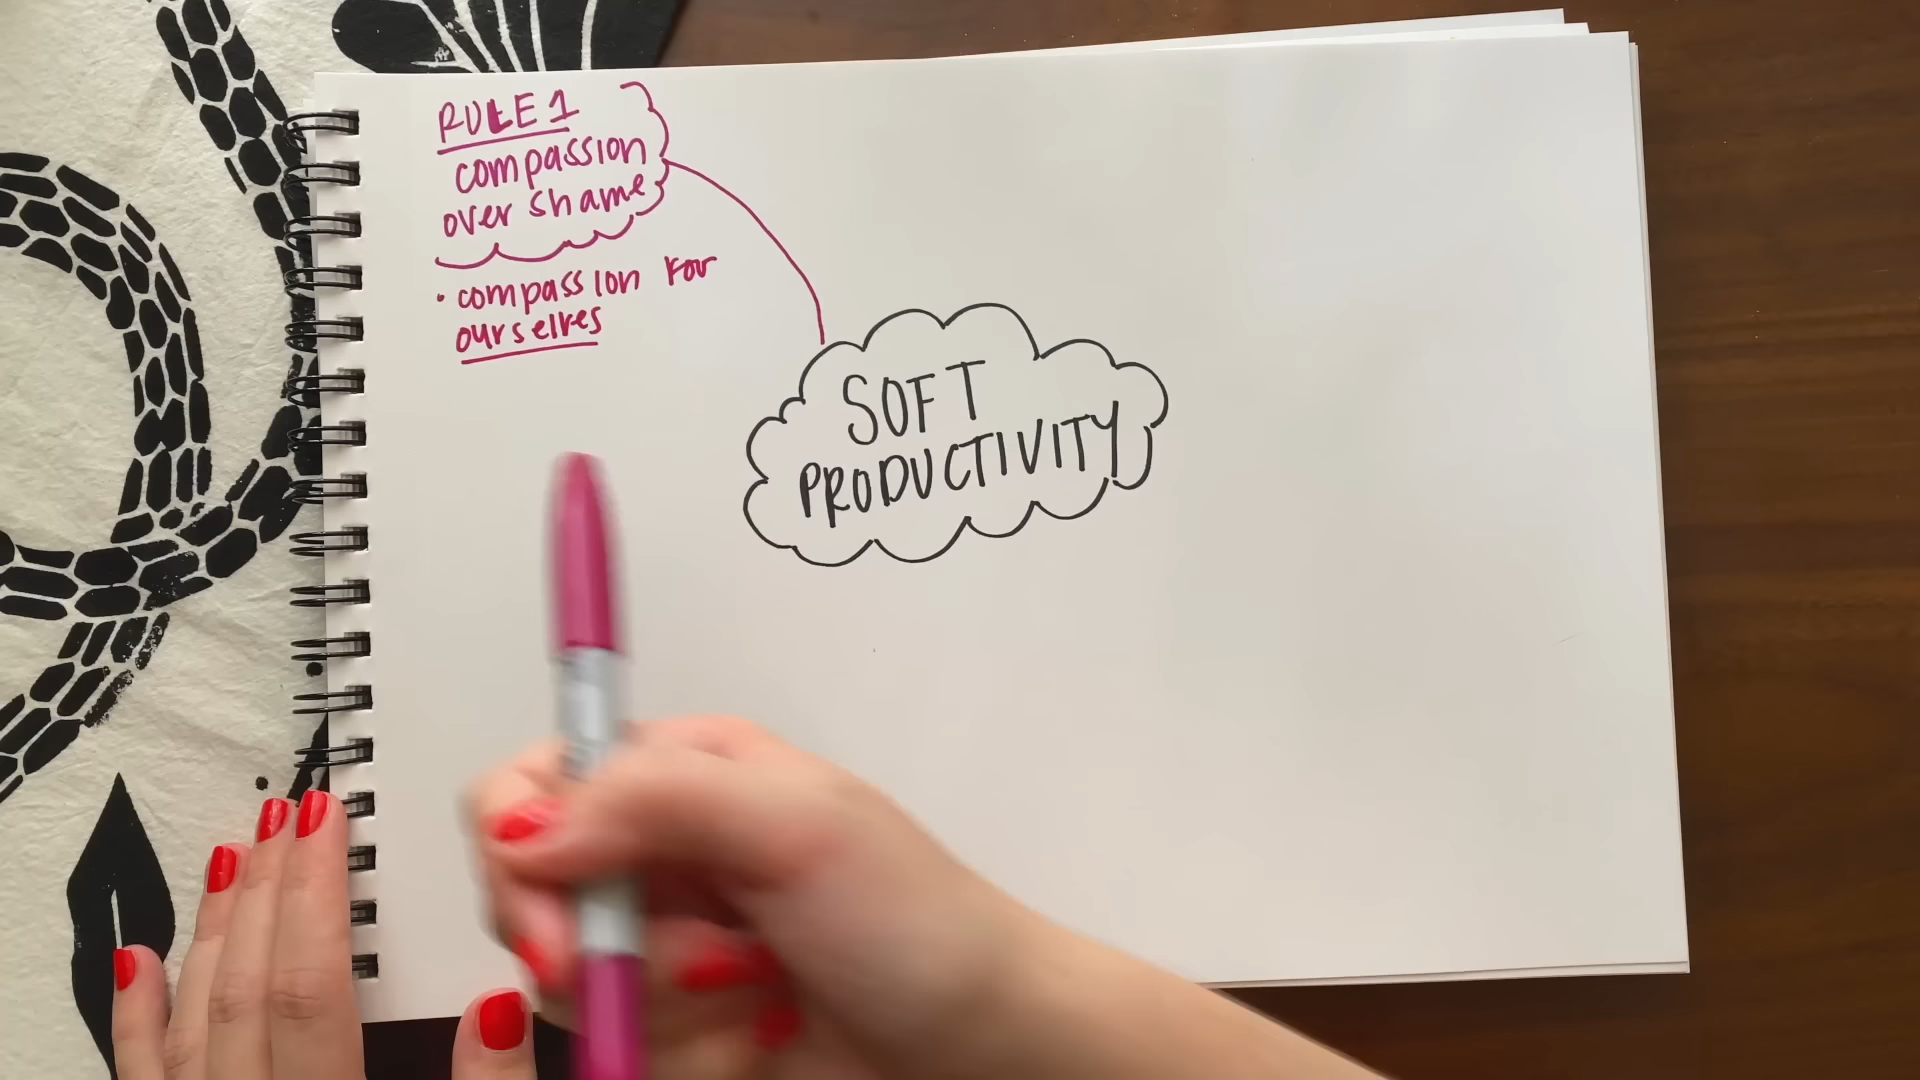 RULE 1
compassion
over shame
• compassion for
ourselves
SOFT
PRODUCTIVITY